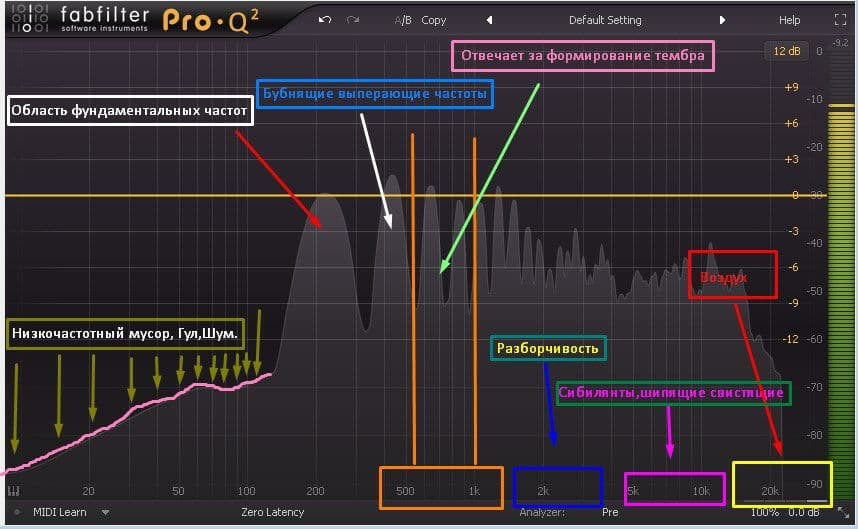 fabfilter
software instruments
Pro·Q²
A/B Copy Default Setting Help
-9.2
Отвечает за формирование тембра
12 dB 0
Бубнящие выперающие частоты
+9
-10
Область фундаментальных частот
+6
-20
+3
0 -30
-3
-40
-6
Воздух
-50
-9
Низкочастотный мусор, Гул,Шум.
-12 -60
Разборчивость
-70
Сибилянты,шипящие свистящие
-80
20 50 100 200 500 1k 2k 5k 10k 20k -90
MIDI Learn Zero Latency Analyzer: Pre 100% 0.0 dB